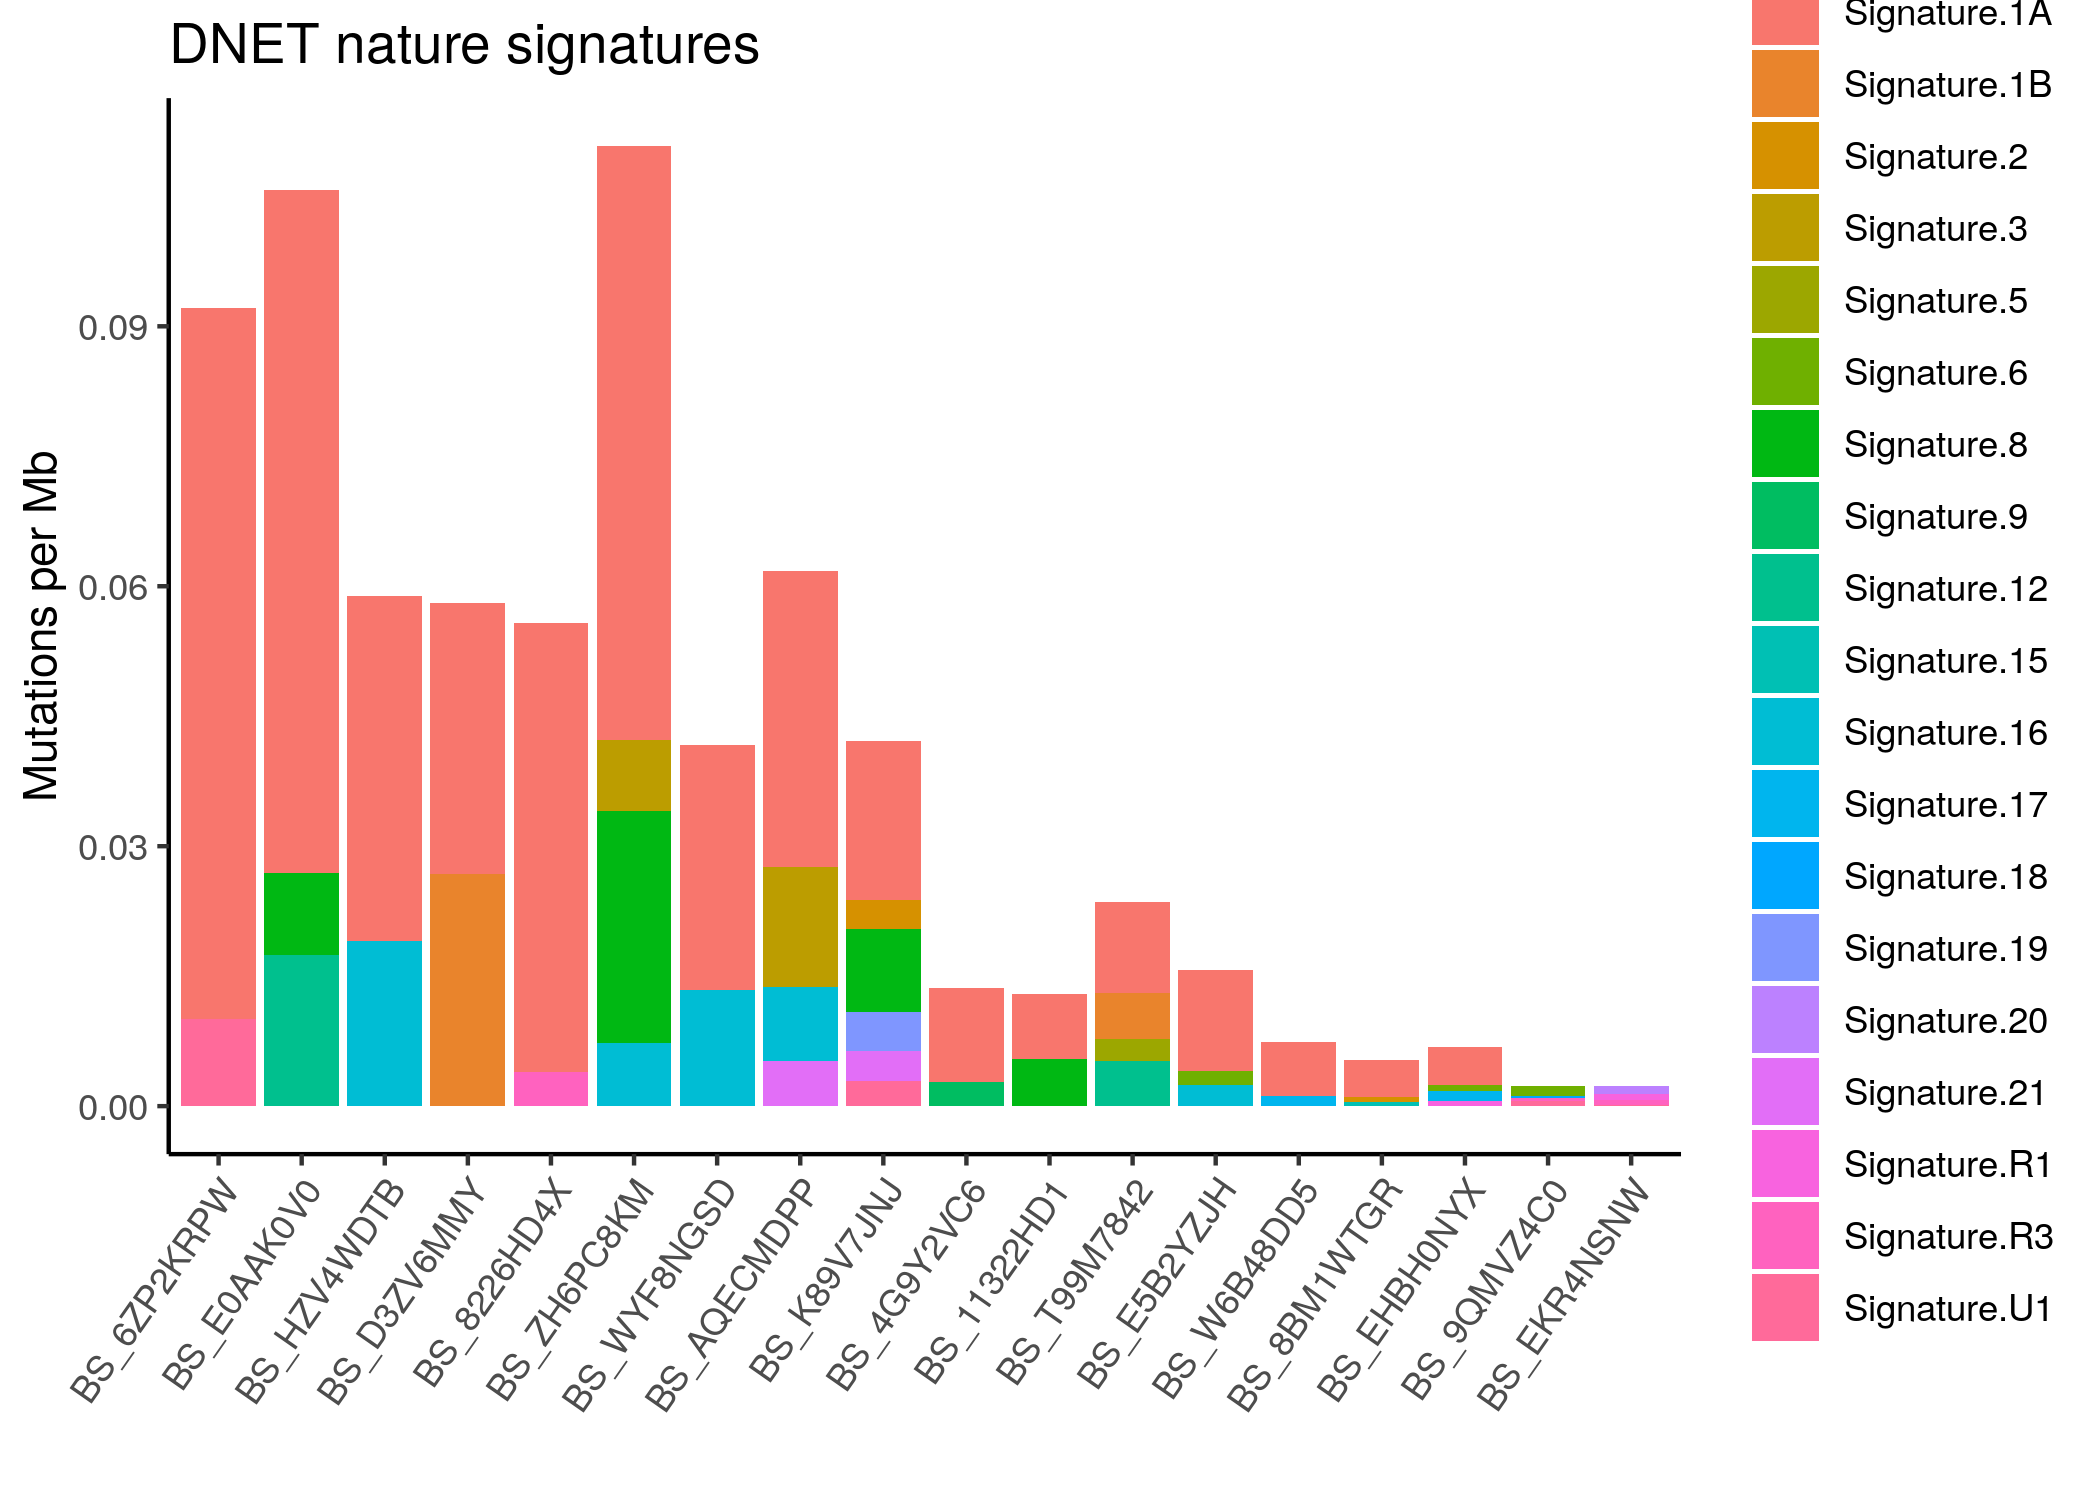 DNET nature signatures
Mutations per Mb
0.09
0.06
0.03
0.00
BS_6ZP2KRPW
BS_E0AAK0V0
BS_HZV4WDTB
BS_D3ZV6MMY
BS_8226HD4X
BS_ZH6PC8KM
BS_WYF8NGSD
BS_AQECMDPP
BS_K89V7JNJ
BS_4G9Y2VC6
BS_11322HD1
BS_T99M7842
BS_E5B2YZJH
BS_W6B48DD5
BS_8BM1WTGR
BS_EHBH0NYX
BS_9QMVZ4C0
BS_EKR4NSNW
Signature.1A
Signature.1B
Signature.2
Signature.3
Signature.5
Signature.6
Signature.8
Signature.9
Signature.12
Signature.15
Signature.16
Signature.17
Signature.18
Signature.19
Signature.20
Signature.21
Signature.R1
Signature.R3
Signature.U1